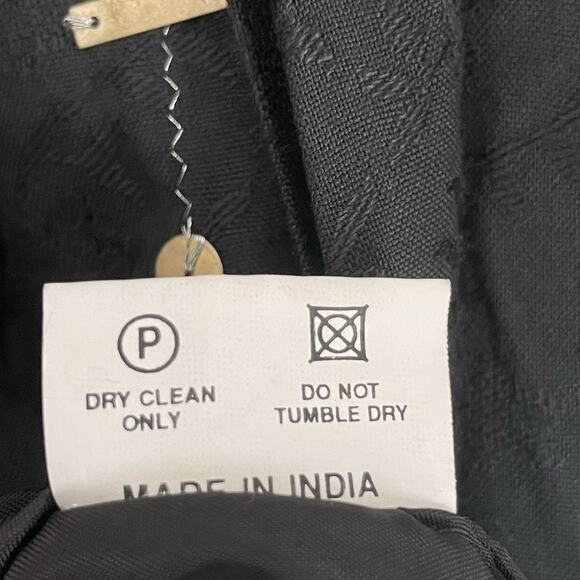 P
DRY CLEAN
ONLY
DO NOT
TUMBLE DRY
MADE IN INDIA